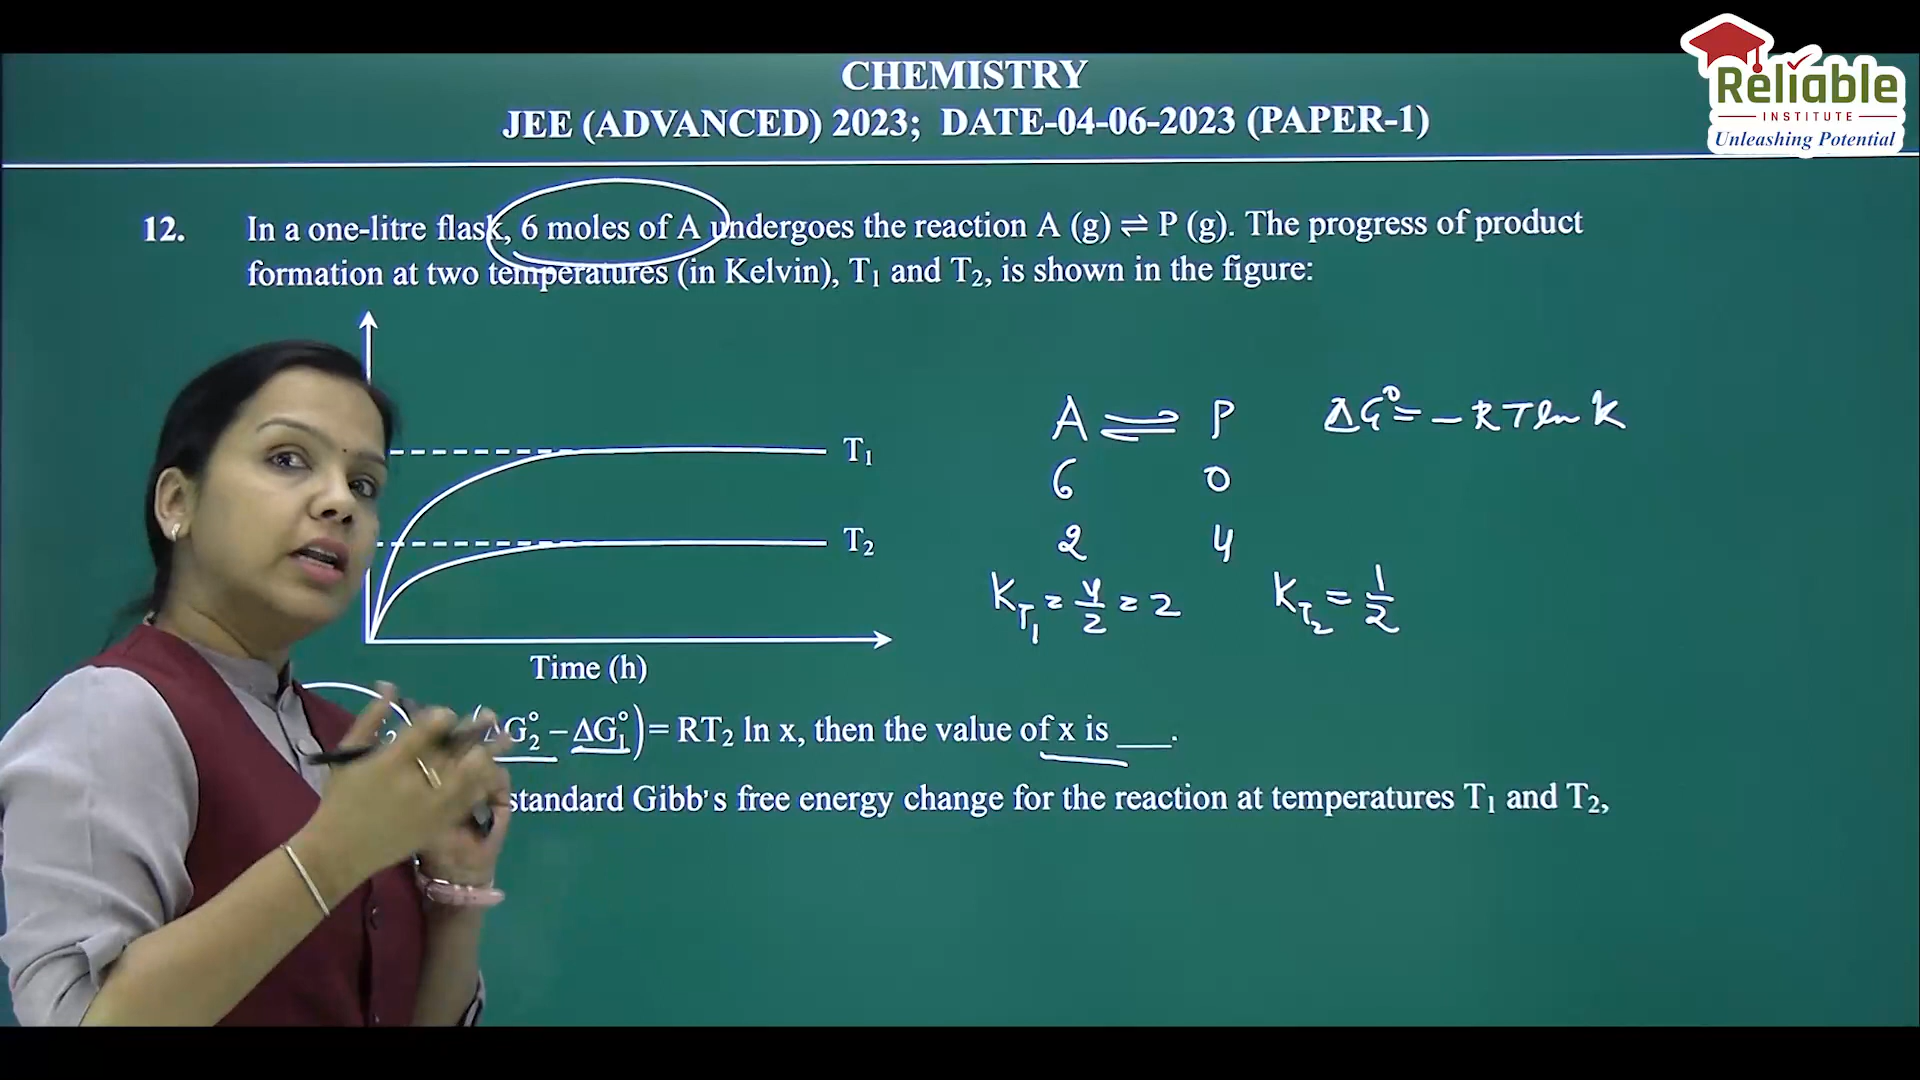 CHEMISTRY
JEE (ADVANCED) 2023; DATE-04-06-2023 (PAPER-1)
Reliable
INSTITUTE
Unleashing Potential
12. In a one-litre flask, 6 moles of A undergoes the reaction A (g) ⇌ P (g). The progress of product
formation at two temperatures (in Kelvin), T₁ and T₂, is shown in the figure:
T₁
T₂
Time (h)
A ⇌ P ΔG° = −RT ln K
6 0
2 4
K_T₁ = 4/2 = 2 K_T₂ = 1/2
G₂° − ΔG₁°) = RT₂ ln x, then the value of x is ___.
standard Gibb's free energy change for the reaction at temperatures T₁ and T₂,